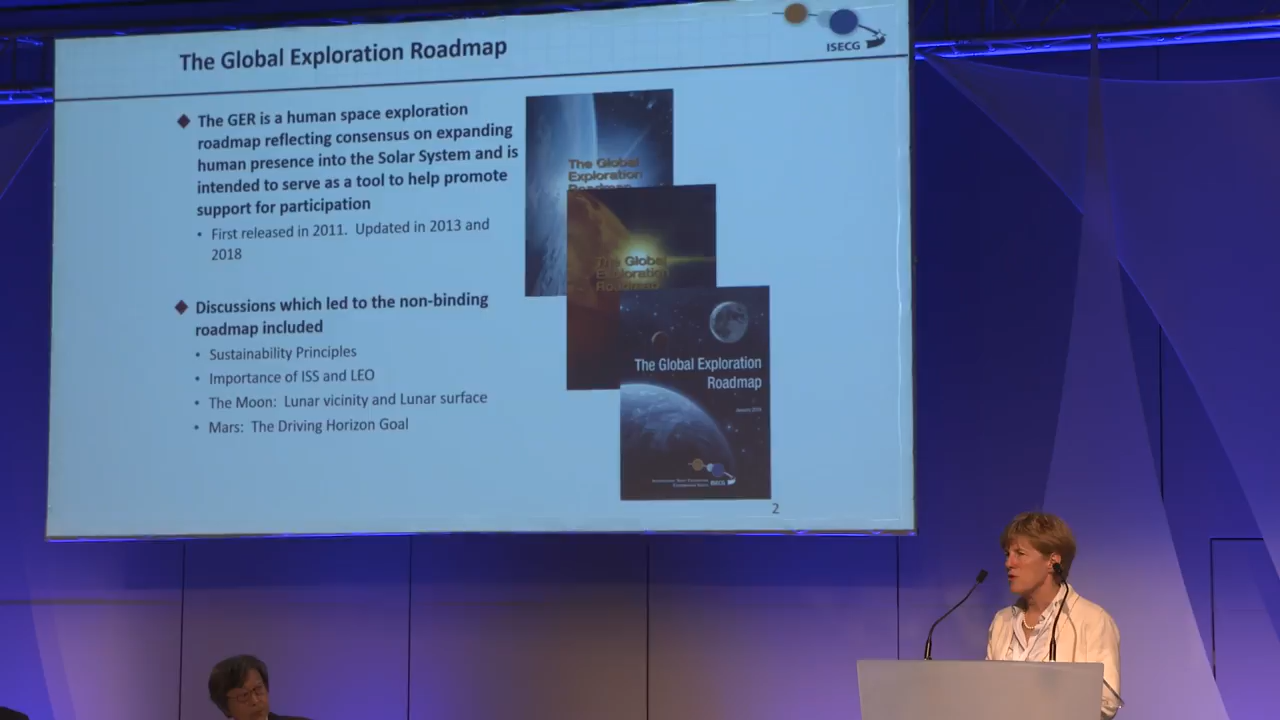 The Global Exploration Roadmap
ISECG
◆ The GER is a human space exploration
roadmap reflecting consensus on expanding
human presence into the Solar System and is
intended to serve as a tool to help promote
support for participation
• First released in 2011. Updated in 2013 and
2018
◆ Discussions which led to the non-binding
roadmap included
• Sustainability Principles
• Importance of ISS and LEO
• The Moon: Lunar vicinity and Lunar surface
• Mars: The Driving Horizon Goal
The Global
Exploration
Roadmap
The Global
Exploration
Roadmap
The Global Exploration
Roadmap
ISECG
2